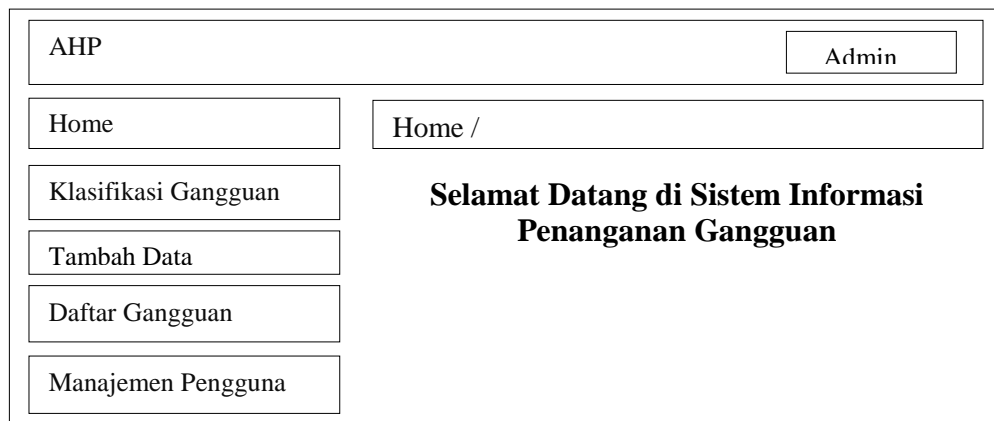 AHP
Admin
Home
Home /
Klasifikasi Gangguan
Selamat Datang di Sistem Informasi
Penanganan Gangguan
Tambah Data
Daftar Gangguan
Manajemen Pengguna